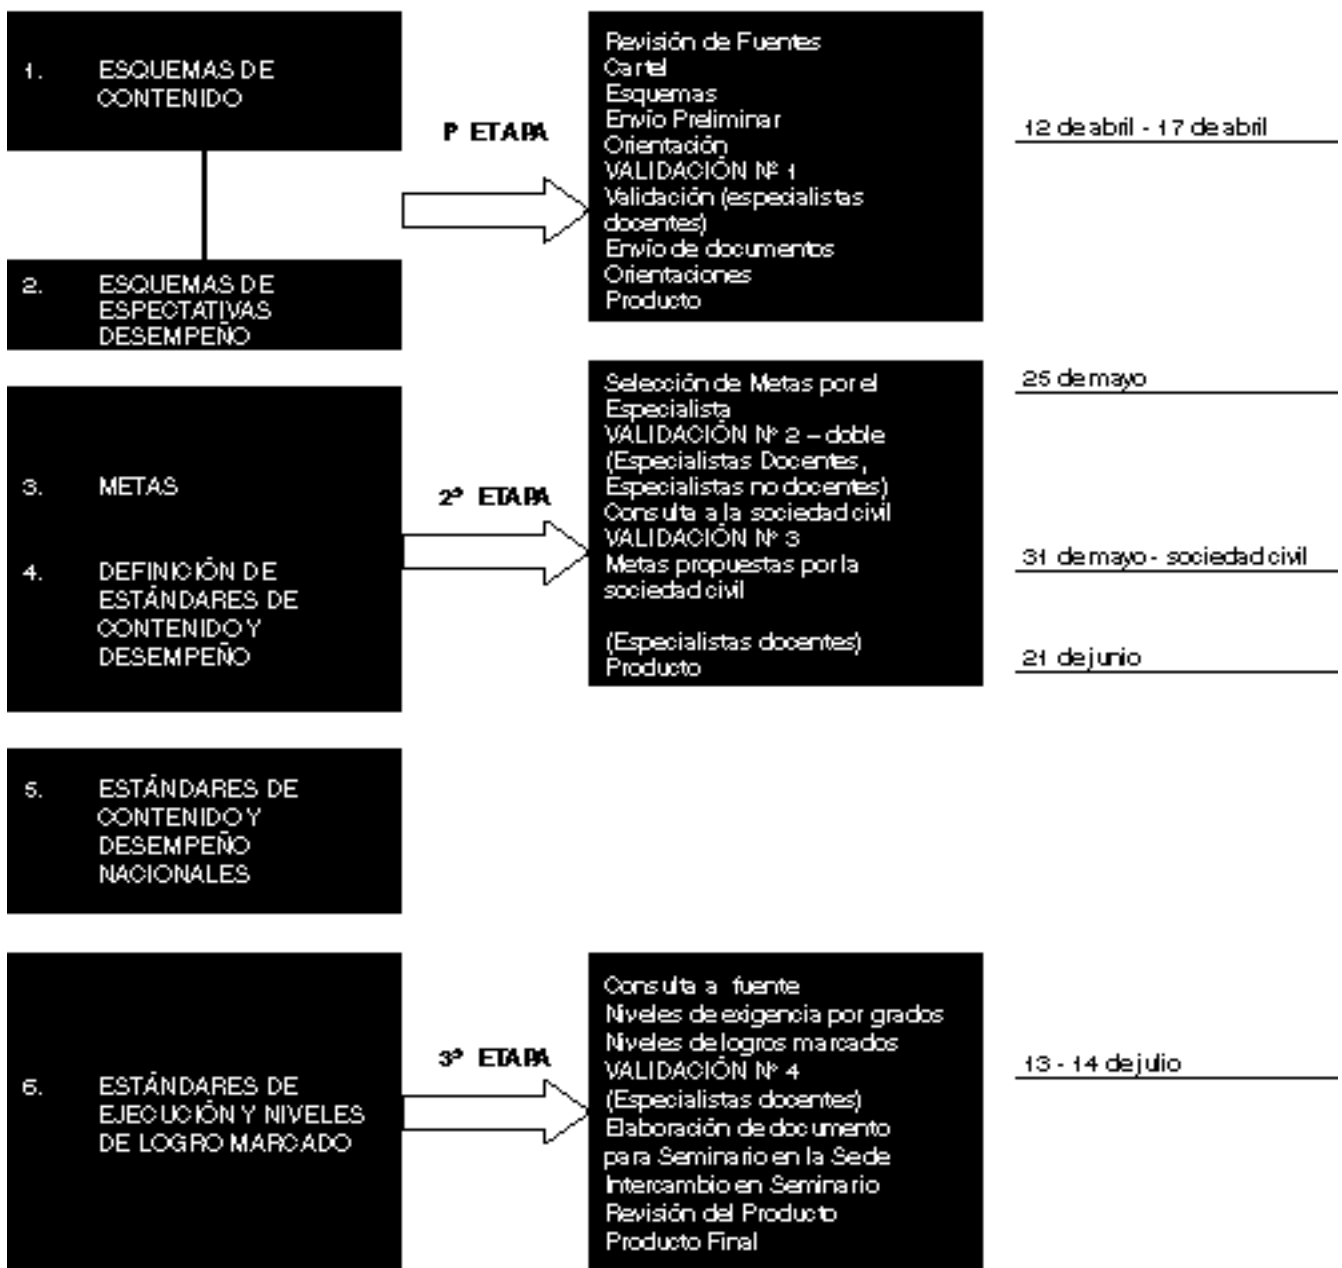 1. ESQUEMAS DE
CONTENIDO
2. ESQUEMAS DE
ESPECTATIVAS
DESEMPEÑO
1ª ETAPA
Revisión de Fuentes
Cartel
Esquemas
Envío Preliminar
Orientación
VALIDACIÓN Nº 1
Validación (especialistas
docentes)
Envío de documentos
Orientaciones
Producto
12 de abril - 17 de abril
3. METAS
4. DEFINICIÓN DE
ESTÁNDARES DE
CONTENIDO Y
DESEMPEÑO
2ª ETAPA
Selección de Metas por el
Especialista
VALIDACIÓN Nº 2 – doble
(Especialistas Docentes,
Especialistas no docentes)
Consulta a la sociedad civil
VALIDACIÓN Nº 3
Metas propuestas por la
sociedad civil
(Especialistas docentes)
Producto
25 de mayo
31 de mayo - sociedad civil
21 de junio
5. ESTÁNDARES DE
CONTENIDO Y
DESEMPEÑO
NACIONALES
6. ESTÁNDARES DE
EJECUCIÓN Y NIVELES
DE LOGRO MARCADO
3ª ETAPA
Consulta a fuente
Niveles de exigencia por grados
Niveles de logros marcados
VALIDACIÓN Nº 4
(Especialistas docentes)
Elaboración de documento
para Seminario en la Sede
Intercambio en Seminario
Revisión del Producto
Producto Final
13 - 14 de julio